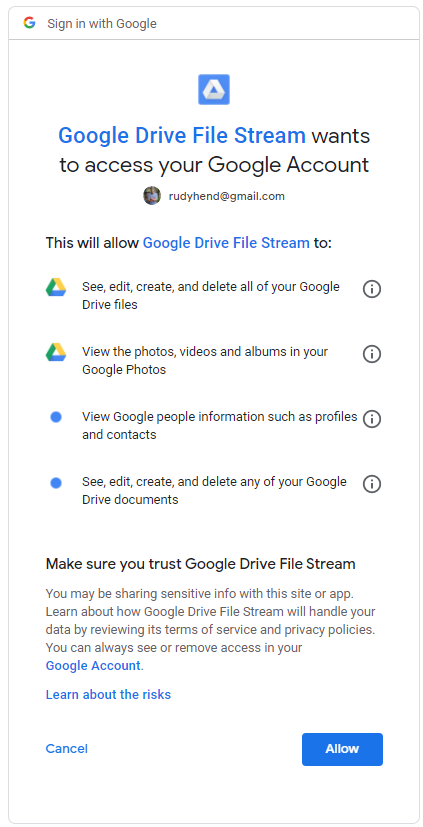 Sign in with Google
Google Drive File Stream wants
to access your Google Account
rudyhend@gmail.com
This will allow Google Drive File Stream to:
See, edit, create, and delete all of your Google
Drive files
View the photos, videos and albums in your
Google Photos
View Google people information such as profiles
and contacts
See, edit, create, and delete any of your Google
Drive documents
Make sure you trust Google Drive File Stream
You may be sharing sensitive info with this site or app.
Learn about how Google Drive File Stream will handle your
data by reviewing its terms of service and privacy policies.
You can always see or remove access in your
Google Account.
Learn about the risks
Cancel
Allow